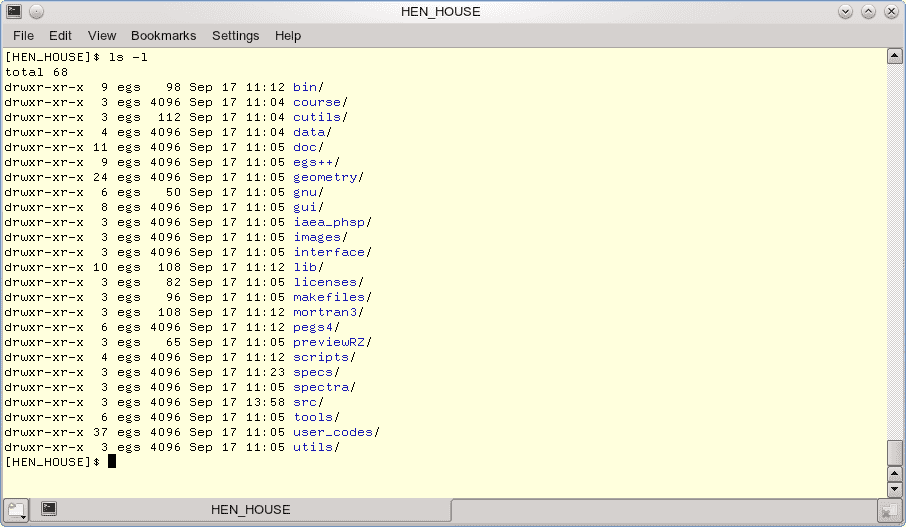 HEN_HOUSE
File Edit View Bookmarks Settings Help
[HEN_HOUSE]$ ls -l
total 68
drwxr-xr-x  9 egs   98 Sep 17 11:12 bin/
drwxr-xr-x  3 egs 4096 Sep 17 11:04 course/
drwxr-xr-x  3 egs  112 Sep 17 11:04 cutils/
drwxr-xr-x  4 egs 4096 Sep 17 11:04 data/
drwxr-xr-x 11 egs 4096 Sep 17 11:05 doc/
drwxr-xr-x  9 egs 4096 Sep 17 11:05 egs++/
drwxr-xr-x 24 egs 4096 Sep 17 11:05 geometry/
drwxr-xr-x  6 egs   50 Sep 17 11:05 gnu/
drwxr-xr-x  8 egs 4096 Sep 17 11:05 gui/
drwxr-xr-x  3 egs 4096 Sep 17 11:05 iaea_phsp/
drwxr-xr-x  3 egs 4096 Sep 17 11:05 images/
drwxr-xr-x  3 egs 4096 Sep 17 11:05 interface/
drwxr-xr-x 10 egs  108 Sep 17 11:12 lib/
drwxr-xr-x  3 egs   82 Sep 17 11:05 licenses/
drwxr-xr-x  3 egs   96 Sep 17 11:05 makefiles/
drwxr-xr-x  3 egs  108 Sep 17 11:12 mortran3/
drwxr-xr-x  6 egs 4096 Sep 17 11:12 pegs4/
drwxr-xr-x  3 egs   65 Sep 17 11:05 previewRZ/
drwxr-xr-x  4 egs 4096 Sep 17 11:12 scripts/
drwxr-xr-x  3 egs 4096 Sep 17 11:23 specs/
drwxr-xr-x  3 egs 4096 Sep 17 11:05 spectra/
drwxr-xr-x  3 egs 4096 Sep 17 13:58 src/
drwxr-xr-x  6 egs 4096 Sep 17 11:05 tools/
drwxr-xr-x 37 egs 4096 Sep 17 11:05 user_codes/
drwxr-xr-x  3 egs 4096 Sep 17 11:05 utils/
[HEN_HOUSE]$
HEN_HOUSE